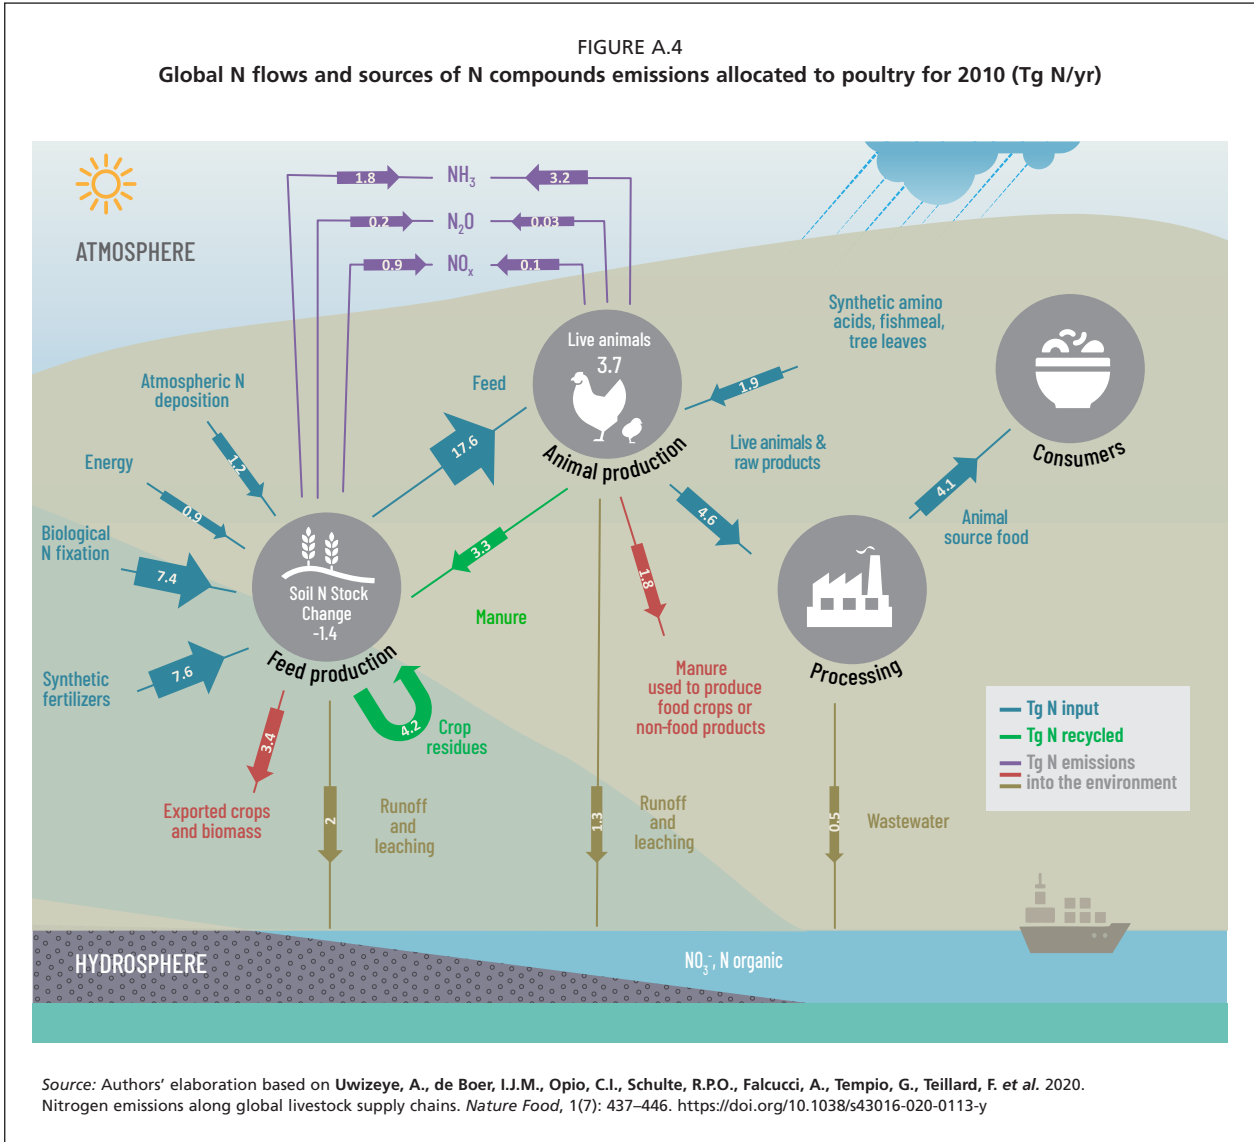 FIGURE A.4
Global N flows and sources of N compounds emissions allocated to poultry for 2010 (Tg N/yr)
ATMOSPHERE
1.8
NH₃
3.2
0.2
N₂O
0.03
0.9
NOₓ
0.1
Synthetic amino
acids, fishmeal,
tree leaves
Live animals
3.7
Animal production
1.9
Consumers
Atmospheric N
deposition
1.2
Feed
17.6
Live animals &
raw products
4.6
4.1
Animal
source food
Energy
0.9
Biological
N fixation
7.4
Soil N Stock
Change
-1.4
Feed production
3.3
Manure
1.8
Manure
used to produce
food crops or
non-food products
Processing
Synthetic
fertilizers
7.6
3.4
Exported crops
and biomass
4.2
Crop
residues
2
Runoff
and
leaching
1.3
Runoff
and
leaching
0.5
Wastewater
Tg N input
Tg N recycled
Tg N emissions
into the environment
HYDROSPHERE
NO₃⁻, N organic
Source: Authors' elaboration based on Uwizeye, A., de Boer, I.J.M., Opio, C.I., Schulte, R.P.O., Falcucci, A., Tempio, G., Teillard, F. et al. 2020.
Nitrogen emissions along global livestock supply chains. Nature Food, 1(7): 437–446. https://doi.org/10.1038/s43016-020-0113-y